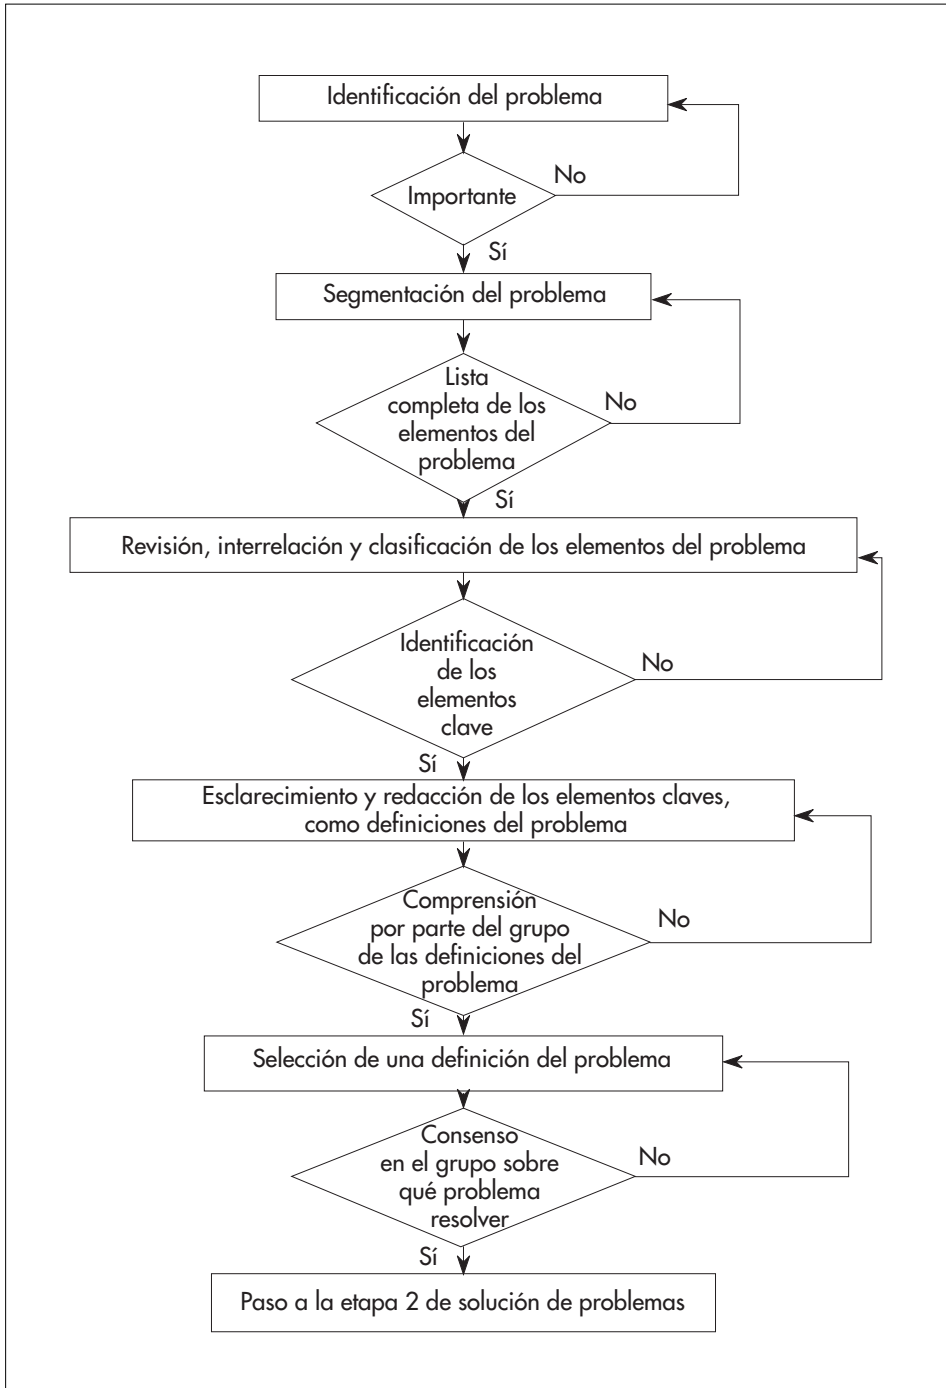 Identificación del problema
No
Importante
Sí
Segmentación del problema
Lista
completa de los
elementos del
problema
No
Sí
Revisión, interrelación y clasificación de los elementos del problema
Identificación
de los
elementos
clave
No
Sí
Esclarecimiento y redacción de los elementos claves,
como definiciones del problema
Comprensión
por parte del grupo
de las definiciones del
problema
No
Sí
Selección de una definición del problema
Consenso
en el grupo sobre
qué problema
resolver
No
Sí
Paso a la etapa 2 de solución de problemas